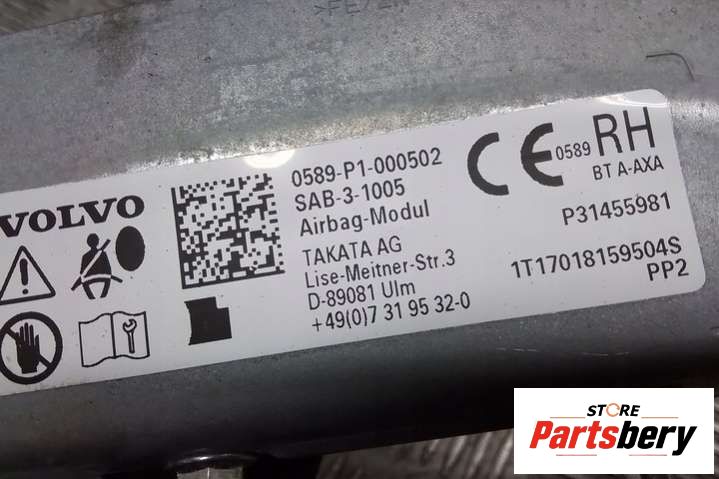 VOLVO
0589-P1-000502
SAB-3-1005
Airbag-Modul
TAKATA AG
Lise-Meitner-Str.3
D-89081 Ulm
+49(0)7 31 95 32-0
CE 0589 RH
BT A-AXA
P31455981
1T17018159504S
PP2
STORE
Partsbery